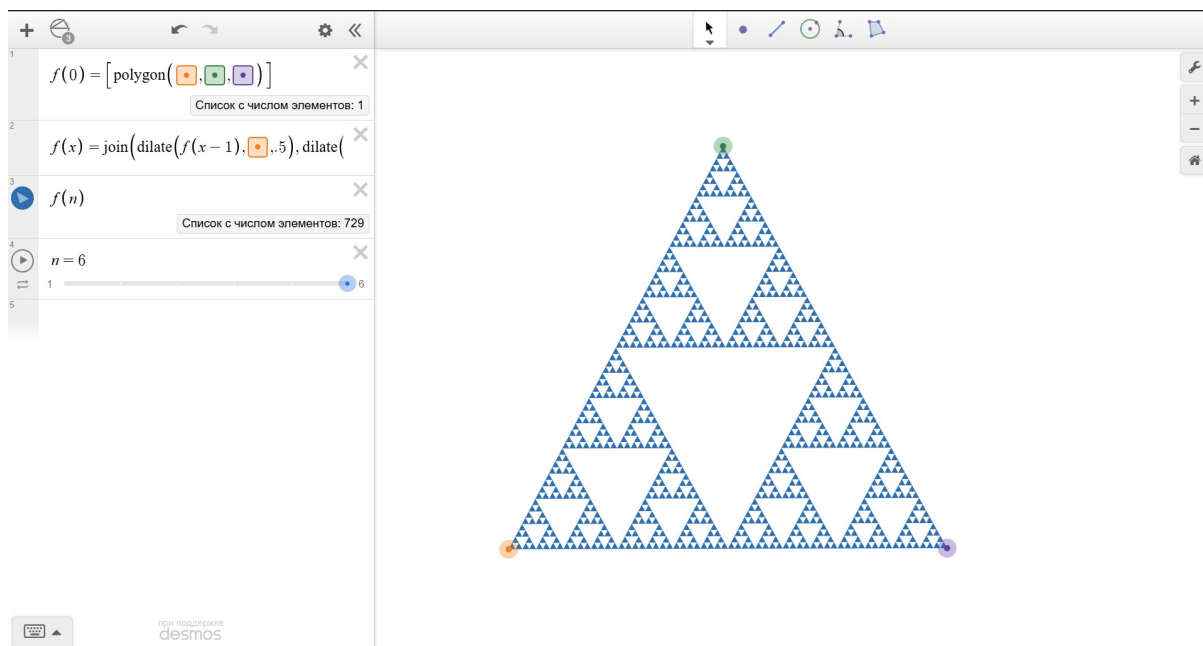 3
1
f(0) = [polygon( , , )]
Список с числом элементов: 1
2
f(x) = join(dilate(f(x−1), ,.5),dilate(
3
f(n)
Список с числом элементов: 729
4
n = 6
1 6
5
при поддержке
desmos